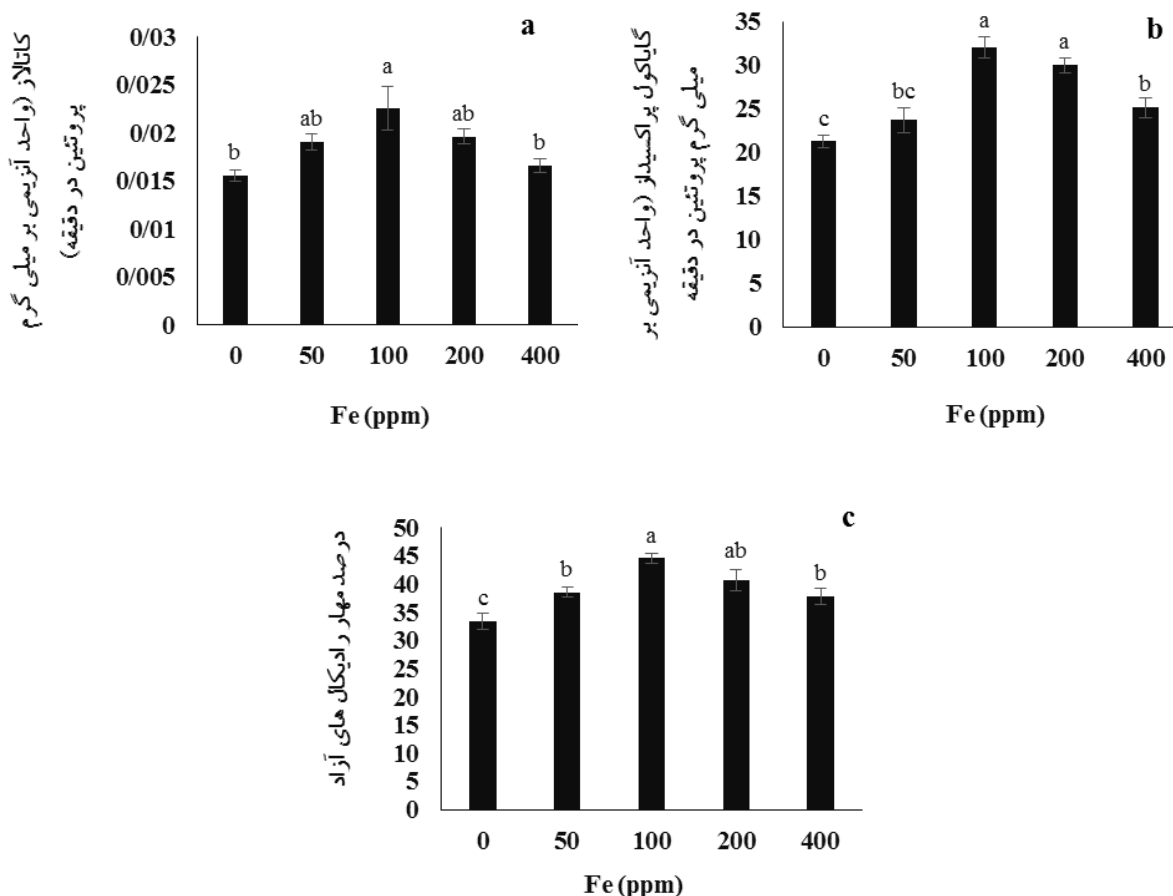 a
کاتالاز (واحد آنزیمی بر میلی گرم
پروتئین در دقیقه)
0/03
0/025
0/02
0/015
0/01
0/005
0
b
ab
a
ab
b
0 50 100 200 400
Fe (ppm)
b
گایاکول پراکسیداز (واحد آنزیمی بر
میلی گرم پروتئین در دقیقه
35
30
25
20
15
10
5
0
c
bc
a
a
b
0 50 100 200 400
Fe (ppm)
c
درصد مهار رادیکال های آزاد
50
45
40
35
30
25
20
15
10
5
0
c
b
a
ab
b
0 50 100 200 400
Fe (ppm)